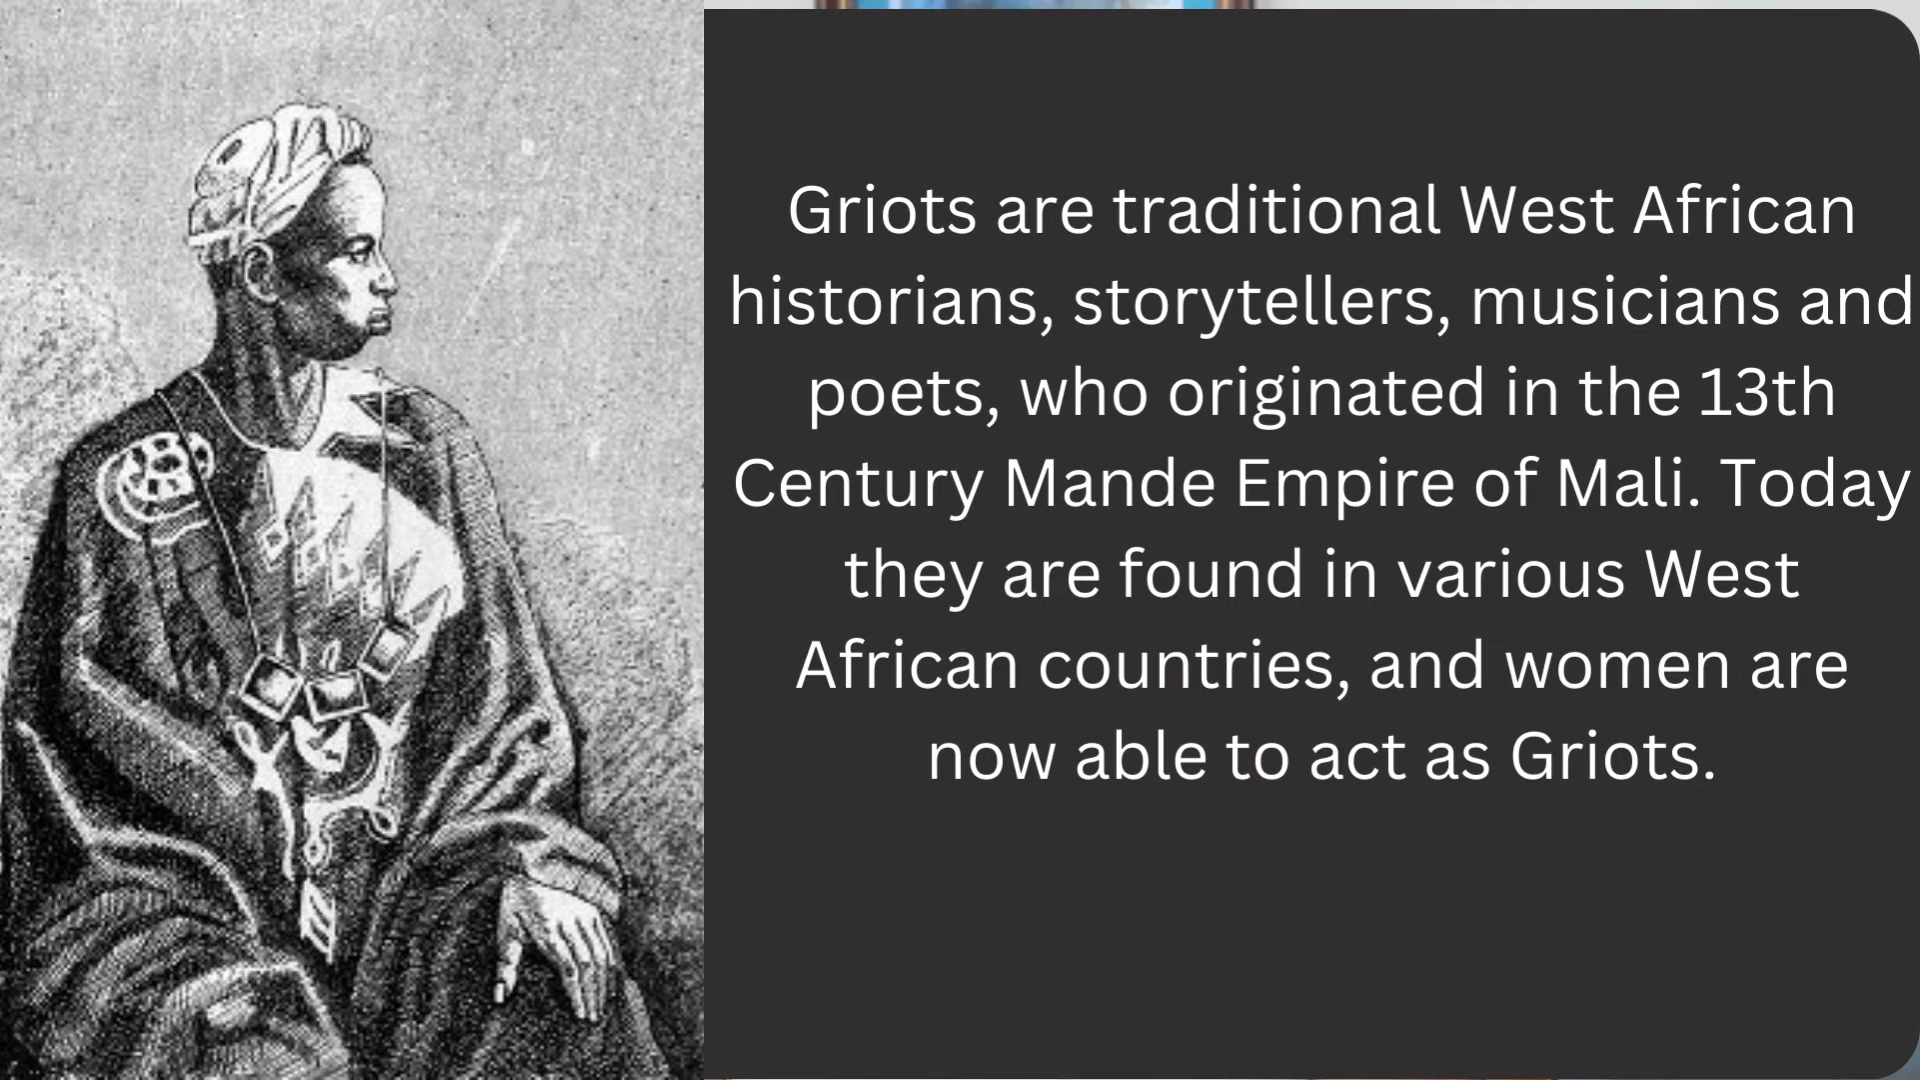 Griots are traditional West African
historians, storytellers, musicians and
poets, who originated in the 13th
Century Mande Empire of Mali. Today
they are found in various West
African countries, and women are
now able to act as Griots.